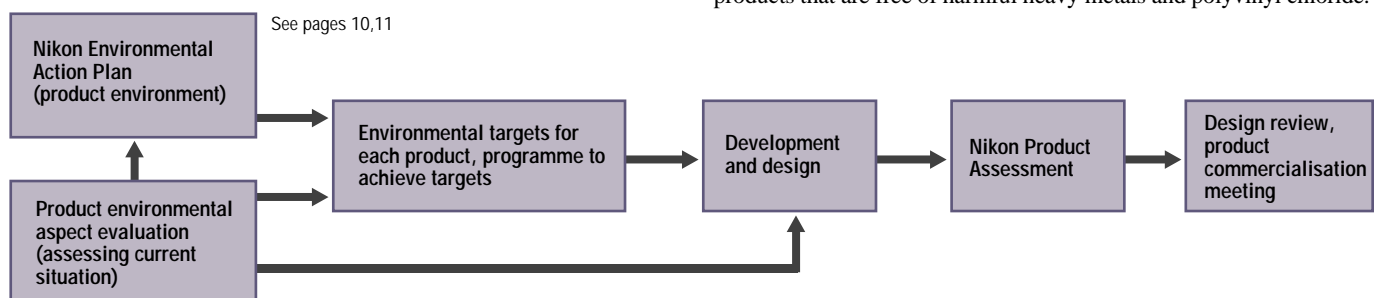 products that are free of harmful heavy metals and polyvinyl chloride.
See pages 10,11
Nikon Environmental
Action Plan
(product environment)
Product environmental
aspect evaluation
(assessing current
situation)
Environmental targets for
each product, programme to
achieve targets
Development
and design
Nikon Product
Assessment
Design review,
product
commercialisation
meeting